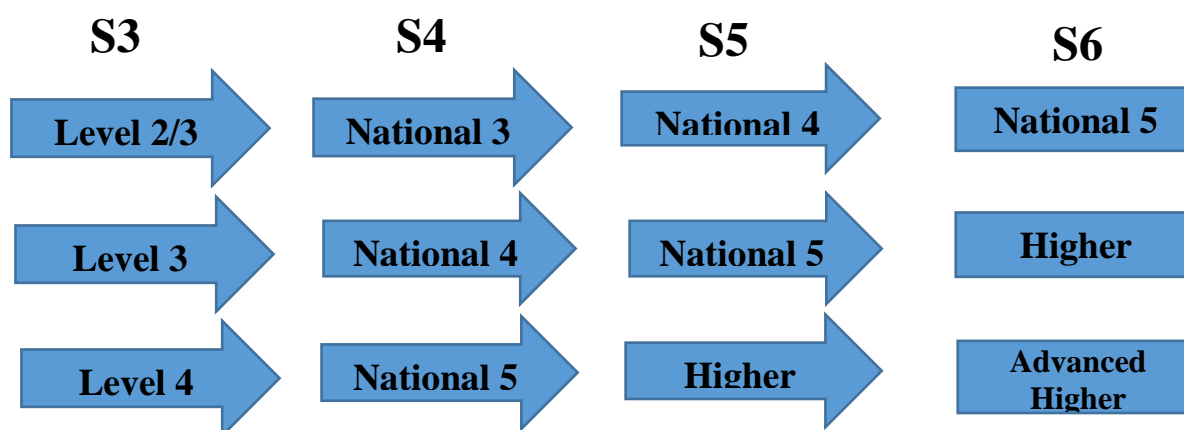 S3 S4 S5 S6
Level 2/3 National 3 National 4 National 5
Level 3 National 4 National 5 Higher
Level 4 National 5 Higher Advanced
Higher